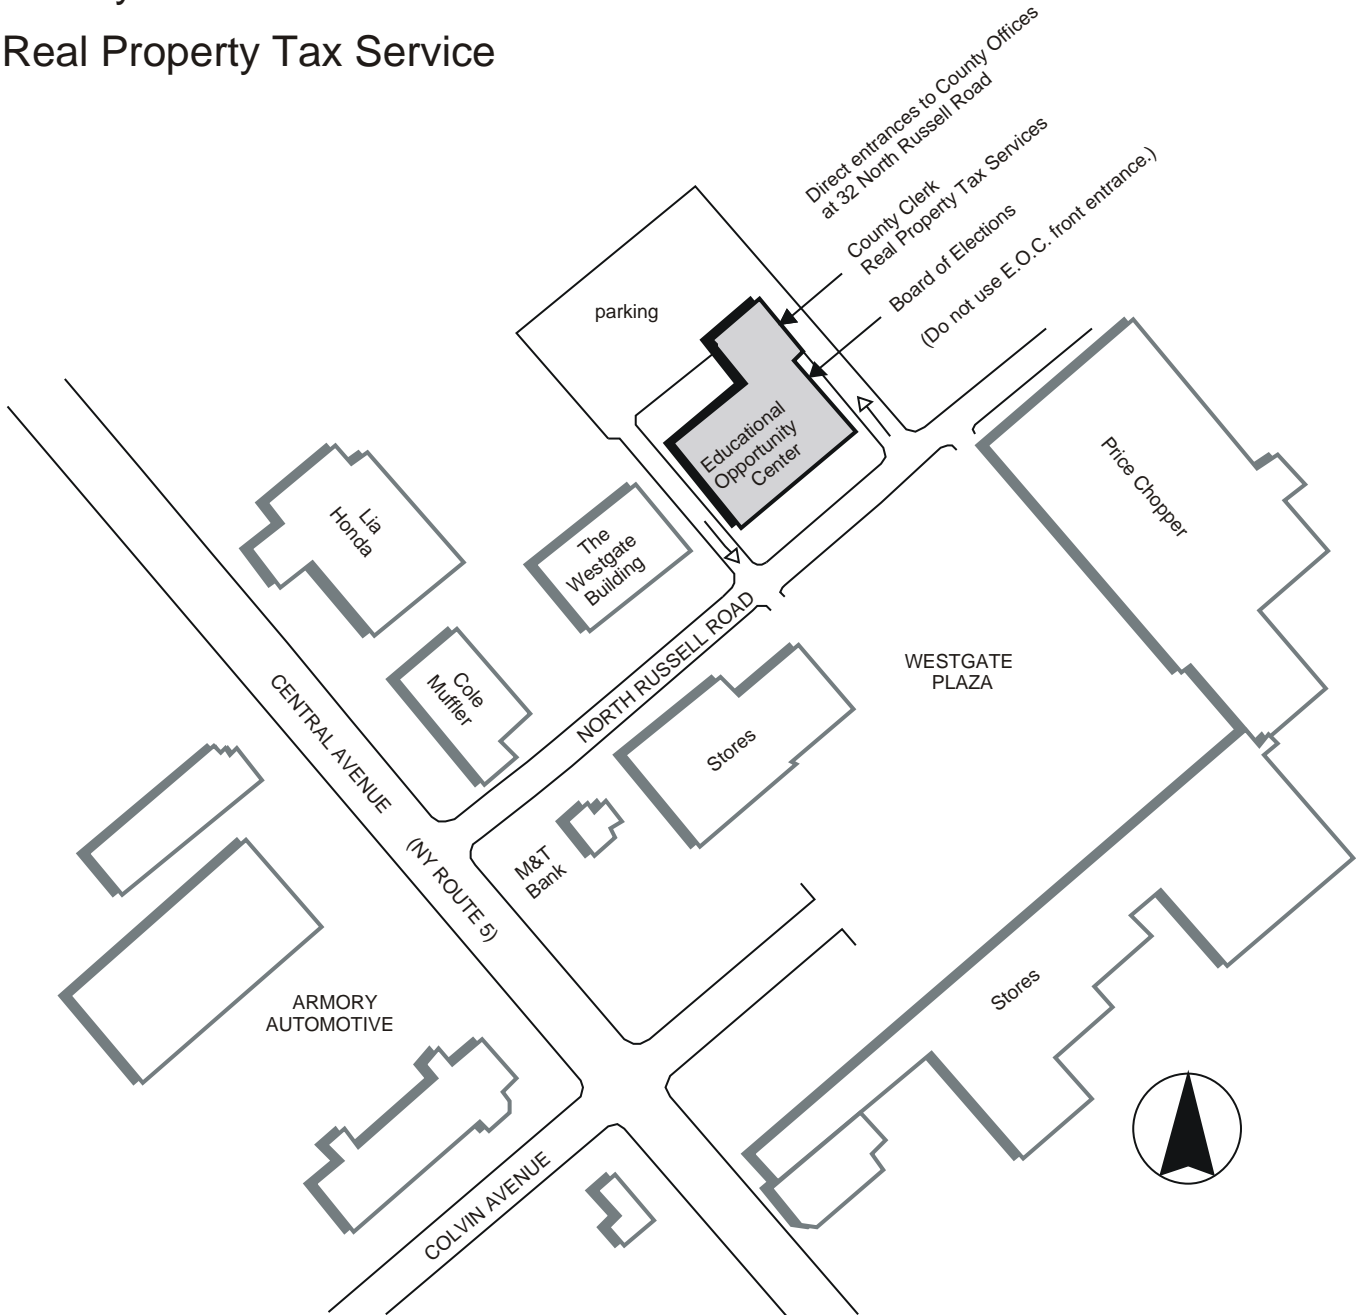 Real Property Tax Service
Direct entrances to County Offices
at 32 North Russell Road
County Clerk
Real Property Tax Services
Board of Elections
(Do not use E.O.C. front entrance.)
parking
Educational
Opportunity
Center
Price Chopper
Lia
Honda
The
Westgate
Building
Cole
Muffler
NORTH RUSSELL ROAD
WESTGATE
PLAZA
CENTRAL AVENUE
(NY ROUTE 5)
Stores
M&T
Bank
Stores
ARMORY
AUTOMOTIVE
COLVIN AVENUE